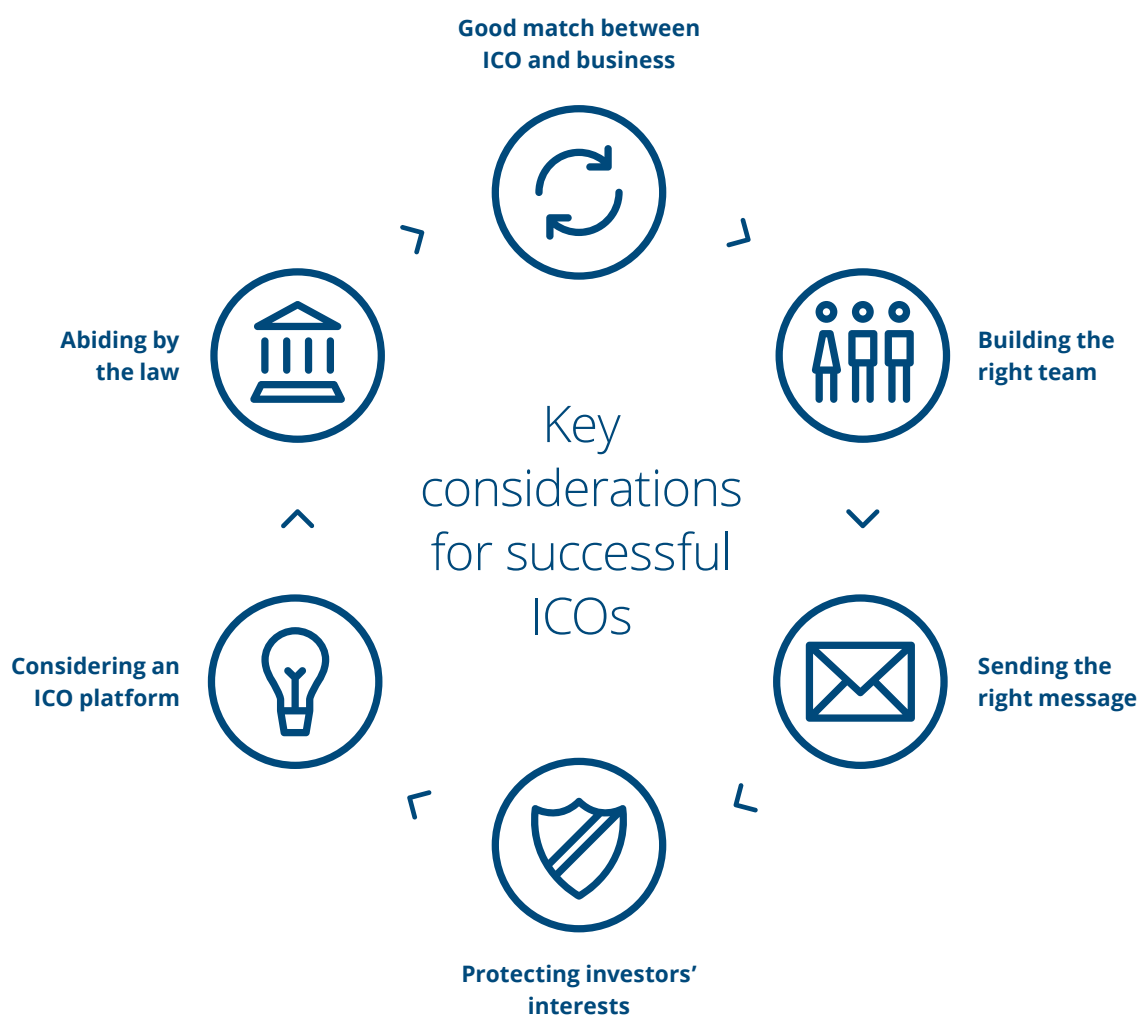 Good match between
ICO and business
Building the
right team
Sending the
right message
Protecting investors’
interests
Considering an
ICO platform
Abiding by
the law
Key
considerations
for successful
ICOs